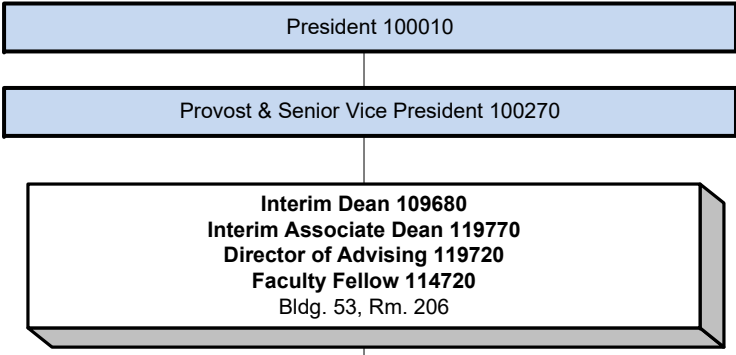 President 100010
Provost & Senior Vice President 100270
Interim Dean 109680
Interim Associate Dean 119770
Director of Advising 119720
Faculty Fellow 114720
Bldg. 53, Rm. 206